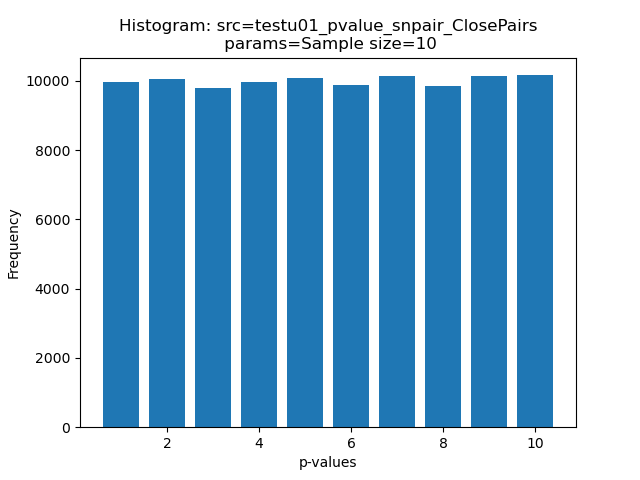 Histogram: src=testu01_pvalue_snpair_ClosePairs
params=Sample size=10
10000
8000
6000
4000
2000
0
Frequency
2
4
6
8
10
p-values